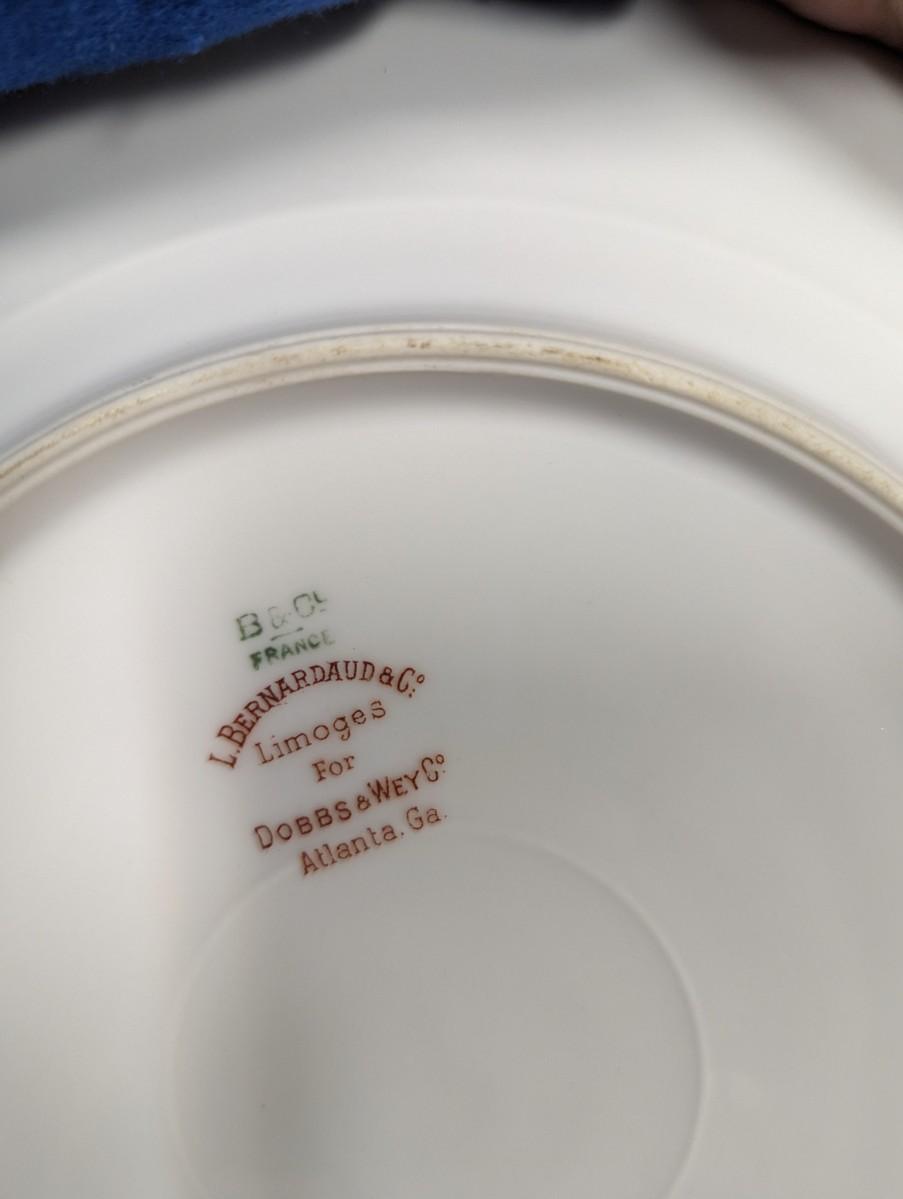 B & Co
FRANCE
L. BERNARDAUD & Co.
Limoges
For
DOBBS & WEY Co
Atlanta. Ga.